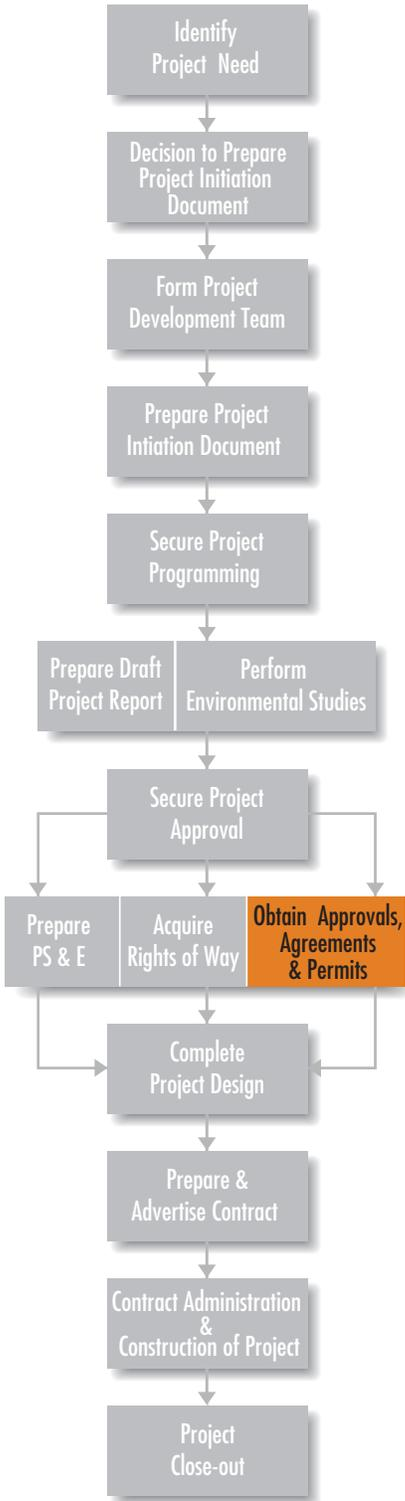 Identify
Project Need
Decision to Prepare
Project Initiation
Document
Form Project
Development Team
Prepare Project
Intiation Document
Secure Project
Programming
Prepare Draft
Project Report
Perform
Environmental Studies
Secure Project
Approval
Prepare
PS & E
Acquire
Rights of Way
Obtain Approvals,
Agreements
& Permits
Complete
Project Design
Prepare &
Advertise Contract
Contract Administration
&
Construction of Project
Project
Close-out